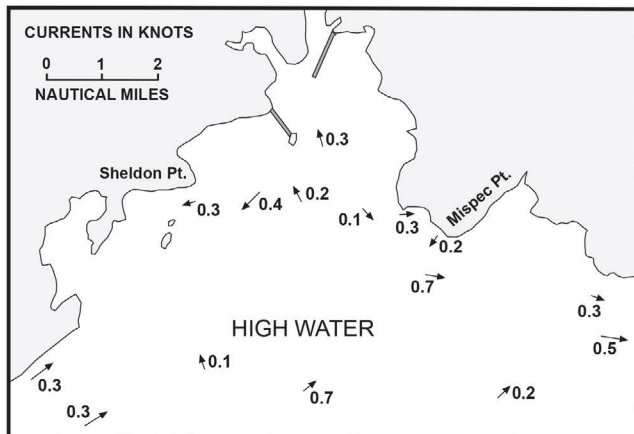 CURRENTS IN KNOTS
0 1 2
NAUTICAL MILES
0.3
Sheldon Pt.
Mispec Pt.
0.3
0.4
0.2
0.1
0.3
0.2
0.7
HIGH WATER
0.3
0.5
0.1
0.3
0.7
0.2
0.3